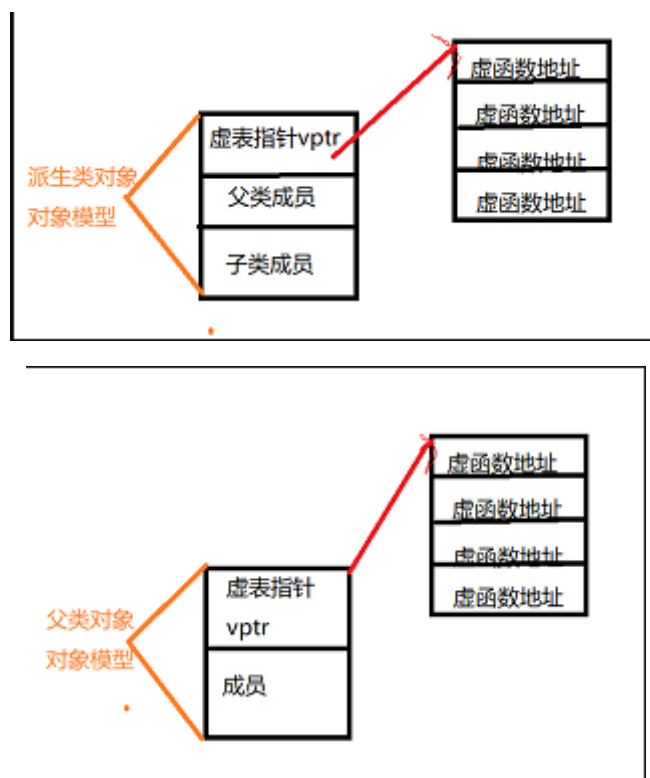 虚函数地址
虚函数地址
虚函数地址
虚函数地址
虚表指针vptr
父类成员
子类成员
派生类对象
对象模型
虚函数地址
虚函数地址
虚函数地址
虚函数地址
虚表指针
vptr
成员
父类对象
对象模型